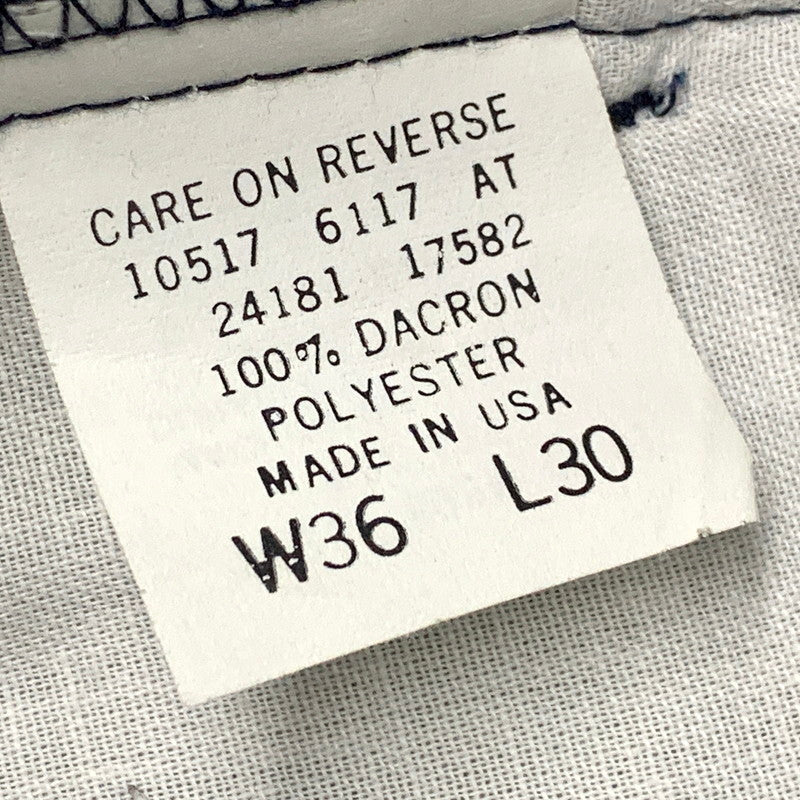 CARE ON REVERSE
10517 6117 AT
24181 17582
100% DACRON
POLYESTER
MADE IN USA
W36 L30